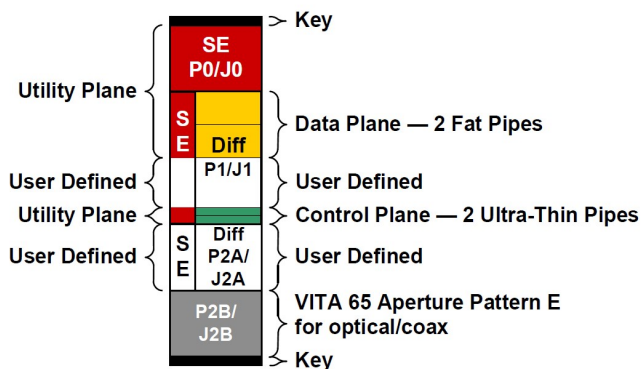 Key
SE
P0/J0
Utility Plane
S
E
Diff
Data Plane — 2 Fat Pipes
P1/J1
User Defined
User Defined
Utility Plane
Control Plane — 2 Ultra-Thin Pipes
User Defined
S
E
Diff
P2A/
J2A
User Defined
P2B/
J2B
VITA 65 Aperture Pattern E
for optical/coax
Key